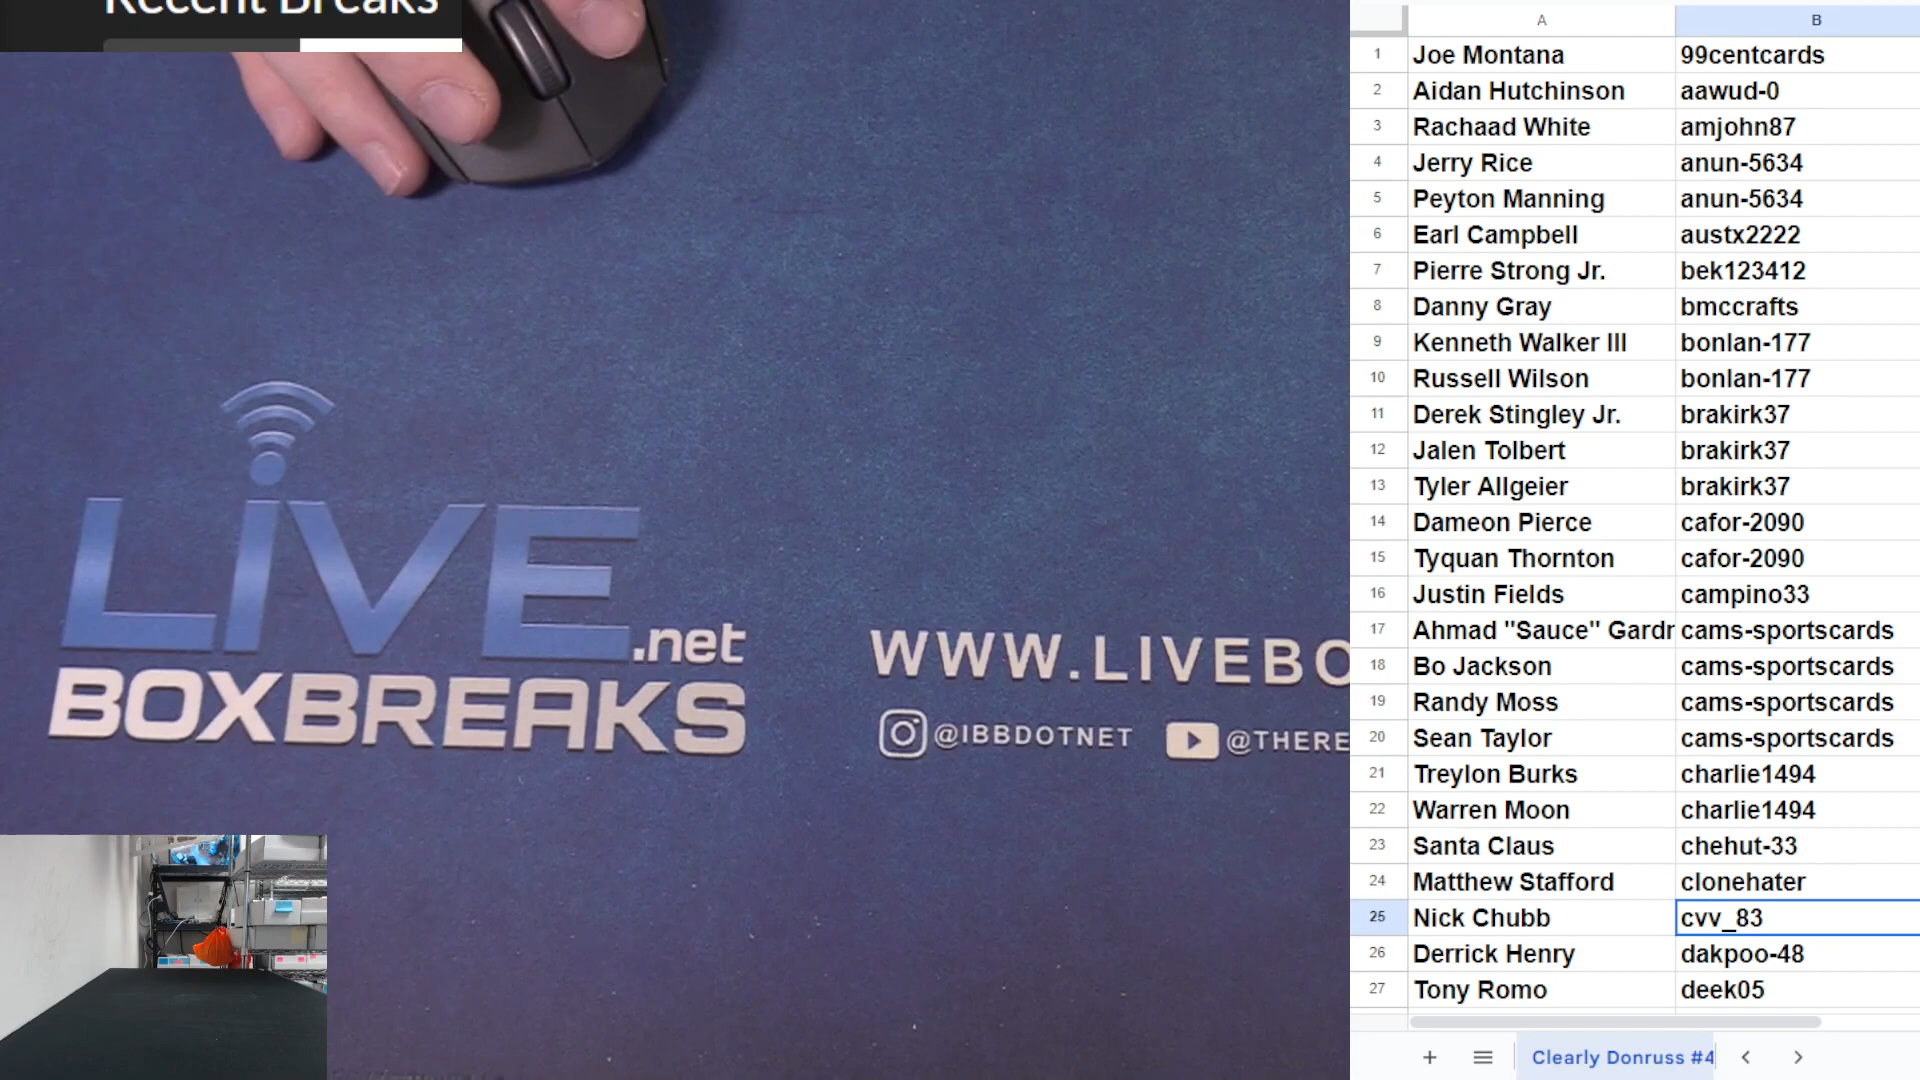 Recent Breaks
LIVE.net
BOXBREAKS
WWW.LIVEBO
@IBBDOTNET
@THERE
A B
1 Joe Montana 99centcards
2 Aidan Hutchinson aawud-0
3 Rachaad White amjohn87
4 Jerry Rice anun-5634
5 Peyton Manning anun-5634
6 Earl Campbell austx2222
7 Pierre Strong Jr. bek123412
8 Danny Gray bmccrafts
9 Kenneth Walker III bonlan-177
10 Russell Wilson bonlan-177
11 Derek Stingley Jr. brakirk37
12 Jalen Tolbert brakirk37
13 Tyler Allgeier brakirk37
14 Dameon Pierce cafor-2090
15 Tyquan Thornton cafor-2090
16 Justin Fields campino33
17 Ahmad "Sauce" Gardr cams-sportscards
18 Bo Jackson cams-sportscards
19 Randy Moss cams-sportscards
20 Sean Taylor cams-sportscards
21 Treylon Burks charlie1494
22 Warren Moon charlie1494
23 Santa Claus chehut-33
24 Matthew Stafford clonehater
25 Nick Chubb cvv_83
26 Derrick Henry dakpoo-48
27 Tony Romo deek05
Clearly Donruss #4